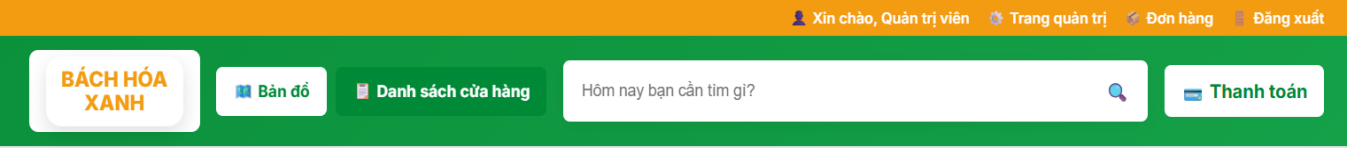 Xin chào, Quản trị viên
Trang quản trị
Đơn hàng
Đăng xuất
BÁCH HÓA
XANH
Bản đồ
Danh sách cửa hàng
Hôm nay bạn cần tìm gì?
Thanh toán